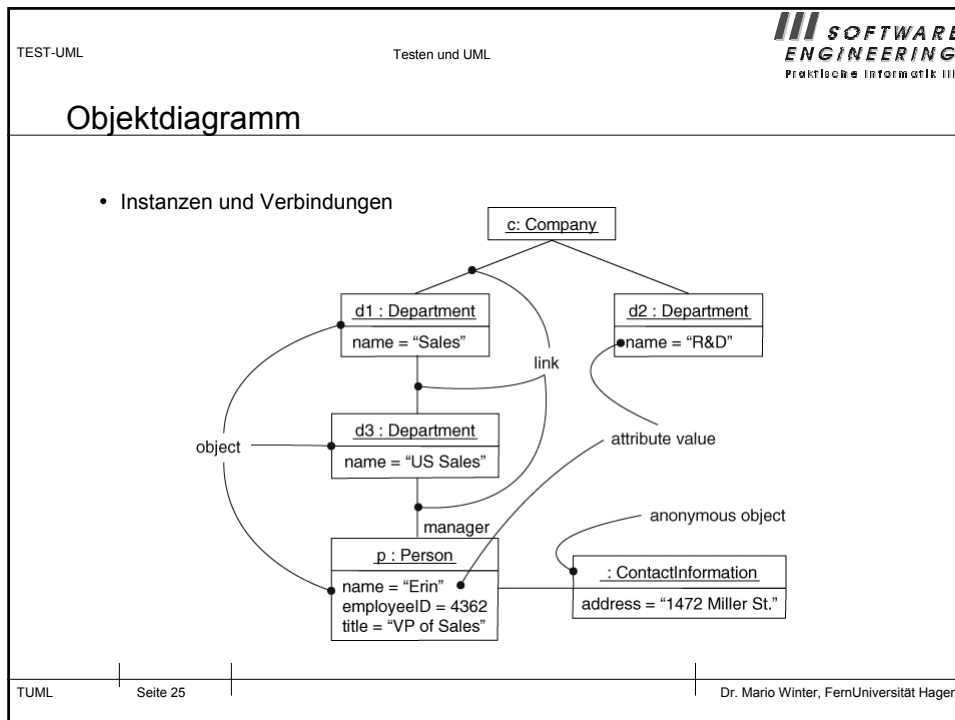 TEST-UML
Testen und UML
SOFTWARE
ENGINEERING
Praktische Informatik III
Objektdiagramm
• Instanzen und Verbindungen
c: Company
d1 : Department
name = “Sales”
d2 : Department
name = “R&D”
link
d3 : Department
name = “US Sales”
object
attribute value
manager
anonymous object
p : Person
name = “Erin”
employeeID = 4362
title = “VP of Sales”
: ContactInformation
address = “1472 Miller St.”
TUML
Seite 25
Dr. Mario Winter, FernUniversität Hagen